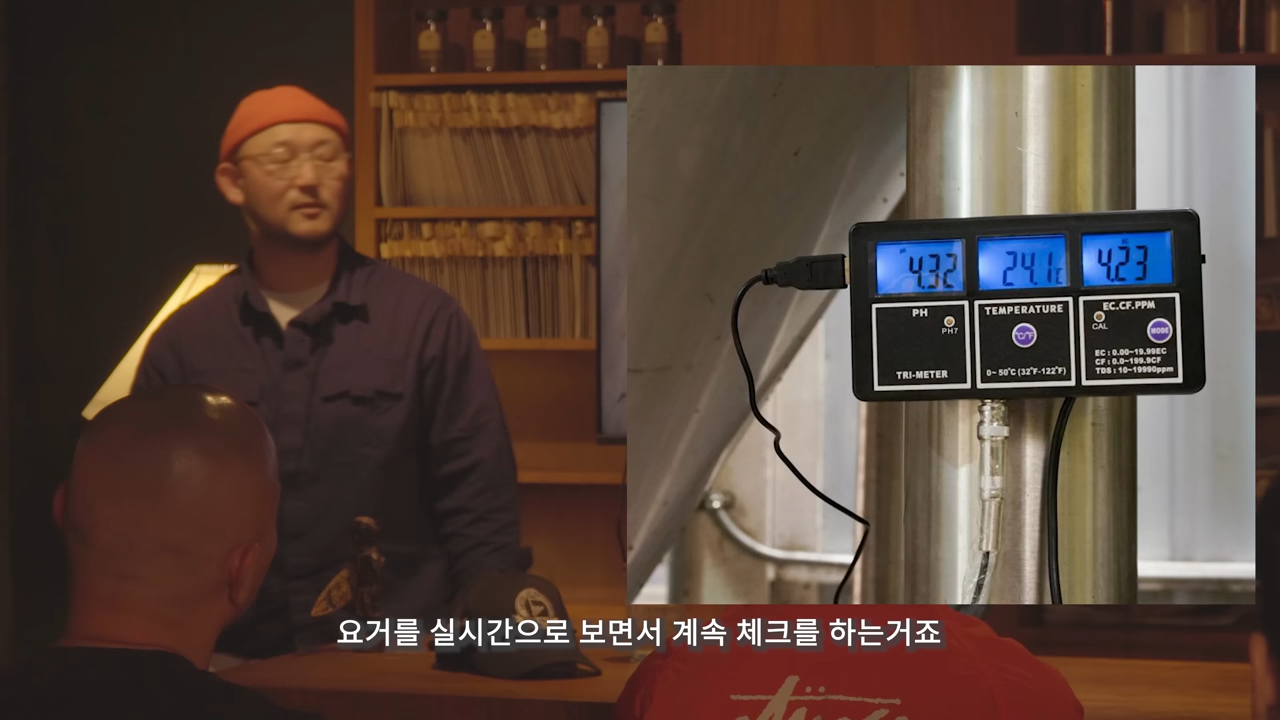 4.32
24.1c
4.23
PH
PH7
TRI-METER
TEMPERATURE
°C/°F
0~50°C(32°F-122°F)
EC.CF.PPM
CAL
MODE
EC : 0.00~19.99EC
CF : 0.0~199.9CF
TDS : 10~19990ppm
요거를 실시간으로 보면서 계속 체크를 하는거죠